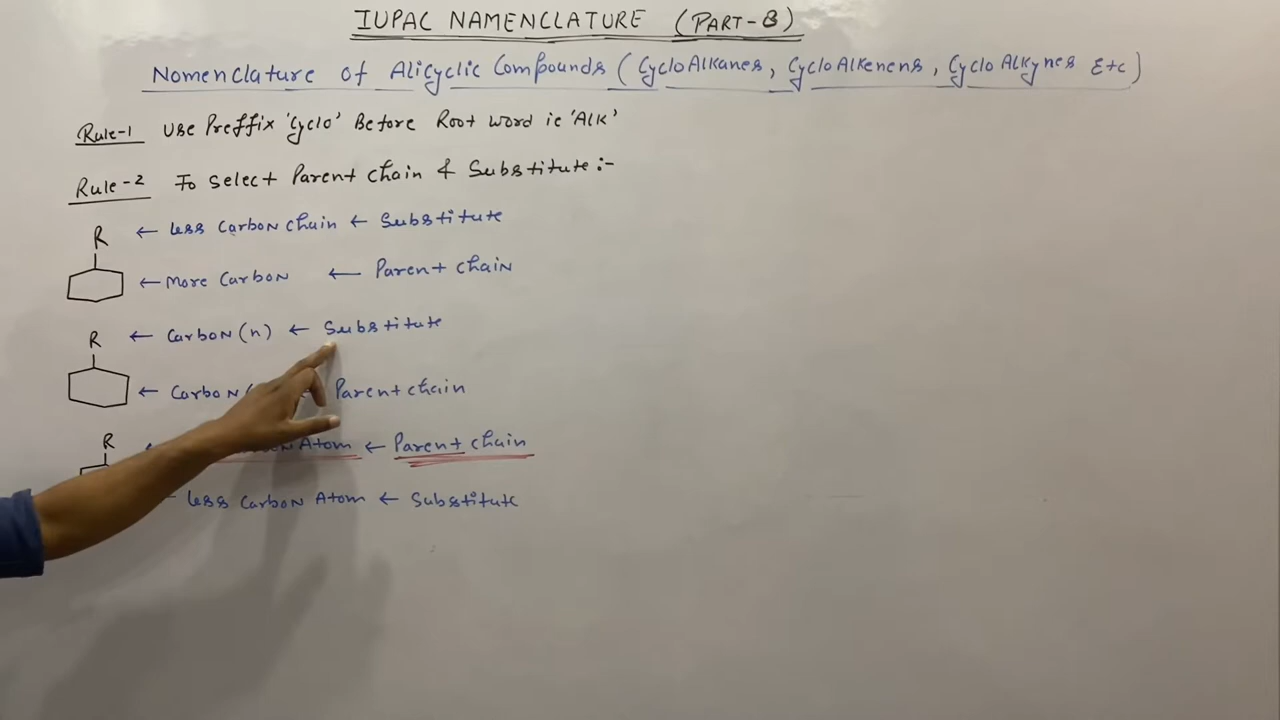 IUPAC NAMENCLATURE (PART-8)
Nomenclature of Alicyclic Compounds (CycloAlkanes, CycloAlkenens, CycloAlkynes Etc)
Rule-1 Use Preffix 'Cyclo' Before Root word ie 'Alk'
Rule-2 To Select Parent chain & Substitute:-
R ← less Carbon chain ← Substitute
← More Carbon ← Parent chain
R ← Carbon(n) ← Substitute
← Carbon Parent chain
R ← Atom ← Parent chain
less Carbon Atom ← Substitute